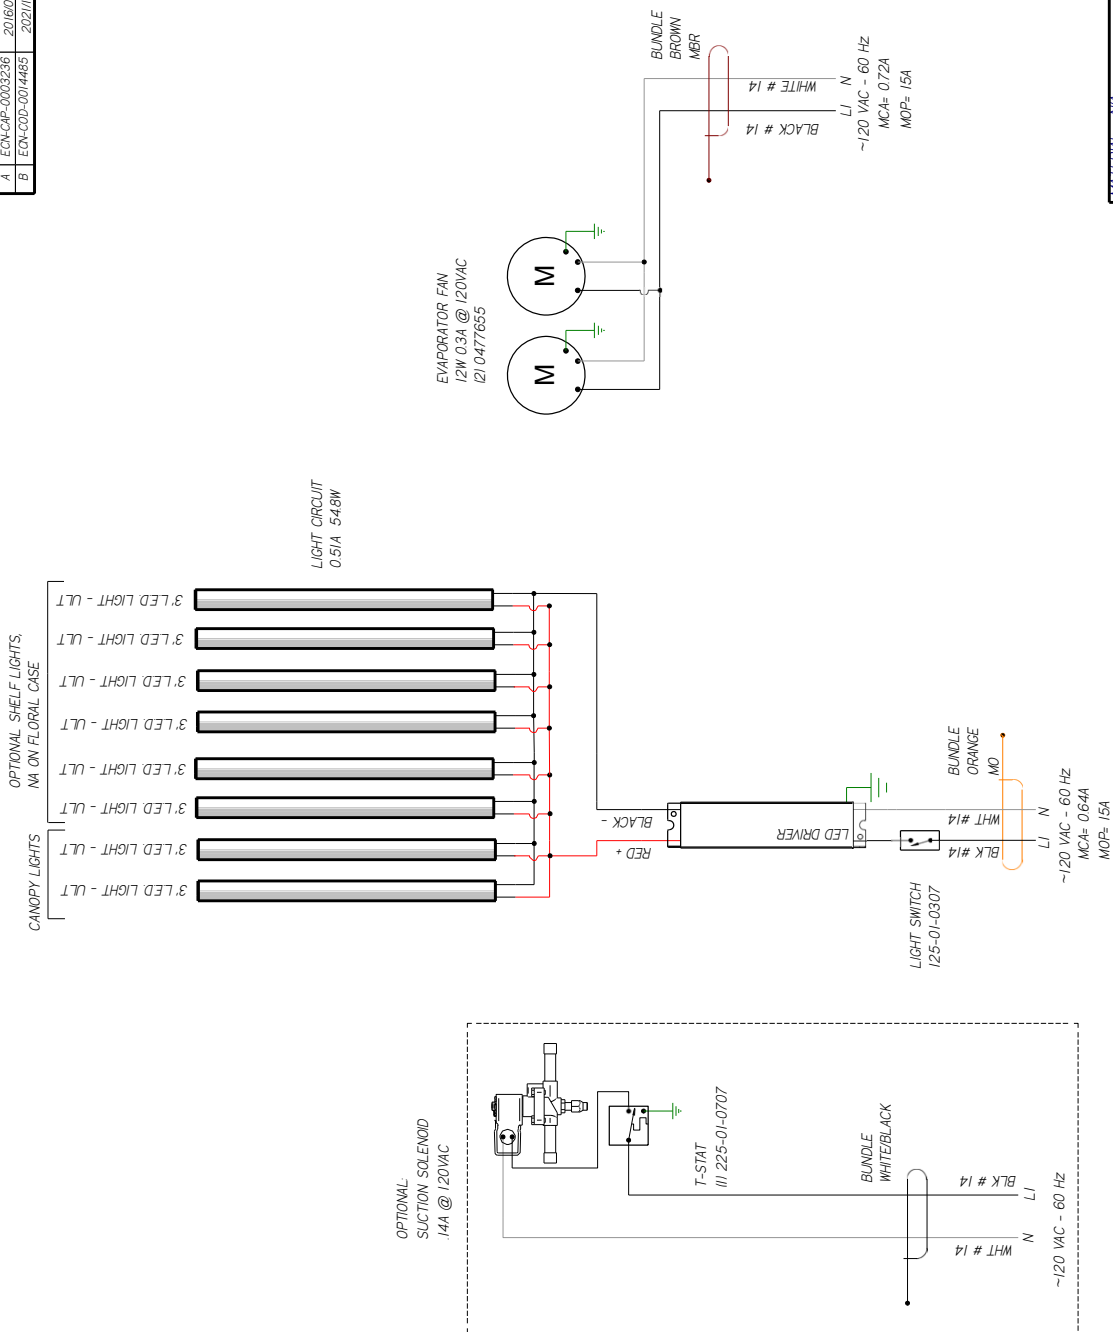 A ECN-CAP-0003236 2016/0
B ECN-COD-0014485 2021/1
BUNDLE
BROWN
MBR
WHITE # 14
BLACK # 14
N
L1
~120 VAC - 60 Hz
MCA= 0.72A
MOP= 15A
EVAPORATOR FAN
12W 0.3A @ 120VAC
121 0477655
M
M
LIGHT CIRCUIT
0.51A 54.8W
OPTIONAL SHELF LIGHTS,
NA ON FLORAL CASE
3' LED LIGHT - ULT
3' LED LIGHT - ULT
3' LED LIGHT - ULT
3' LED LIGHT - ULT
3' LED LIGHT - ULT
3' LED LIGHT - ULT
CANOPY LIGHTS
3' LED LIGHT - ULT
3' LED LIGHT - ULT
BLACK -
RED +
LED DRIVER
BUNDLE
ORANGE
MO
WHT #14
BLK #14
N
L1
~120 VAC - 60 Hz
MCA= 0.64A
MOP= 15A
LIGHT SWITCH
125-01-0307
OPTIONAL:
SUCTION SOLENOID
.14A @ 120VAC
T-STAT
111 225-01-0707
BUNDLE
WHITE/BLACK
BLK # 14
WHT # 14
L1
N
~120 VAC - 60 Hz